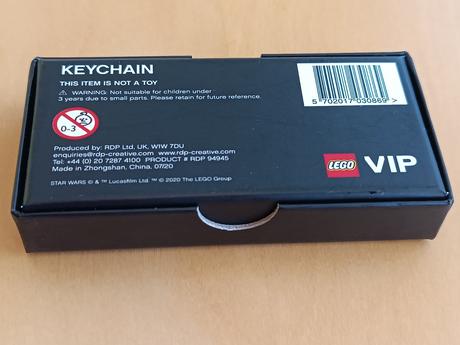 KEYCHAIN
THIS ITEM IS NOT A TOY
⚠ WARNING: Not suitable for children under
3 years due to small parts. Please retain for future reference.
0-3
Produced by: RDP Ltd, UK, W1W 7DU
enquiries@rdp-creative.com www.rdp-creative.com
Tel: +44 (0) 20 7287 4100 PRODUCT # RDP 94945
Made in Zhongshan, China, 07/20
STAR WARS © & ™ Lucasfilm Ltd. ™ © 2020 The LEGO Group
5 702017 030869 >
LEGO VIP